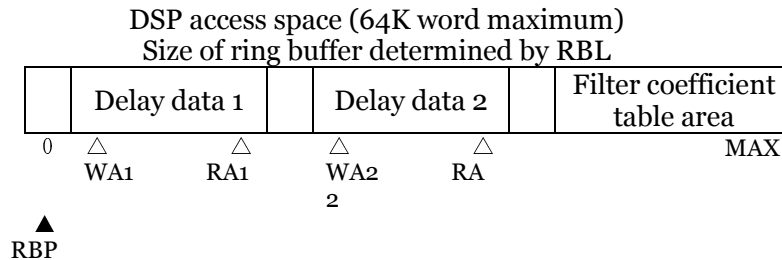 DSP access space (64K word maximum)
Size of ring buffer determined by RBL
Delay data 1
Delay data 2
Filter coefficient
table area
0
MAX
WA1
RA1
WA2
RA
2
RBP